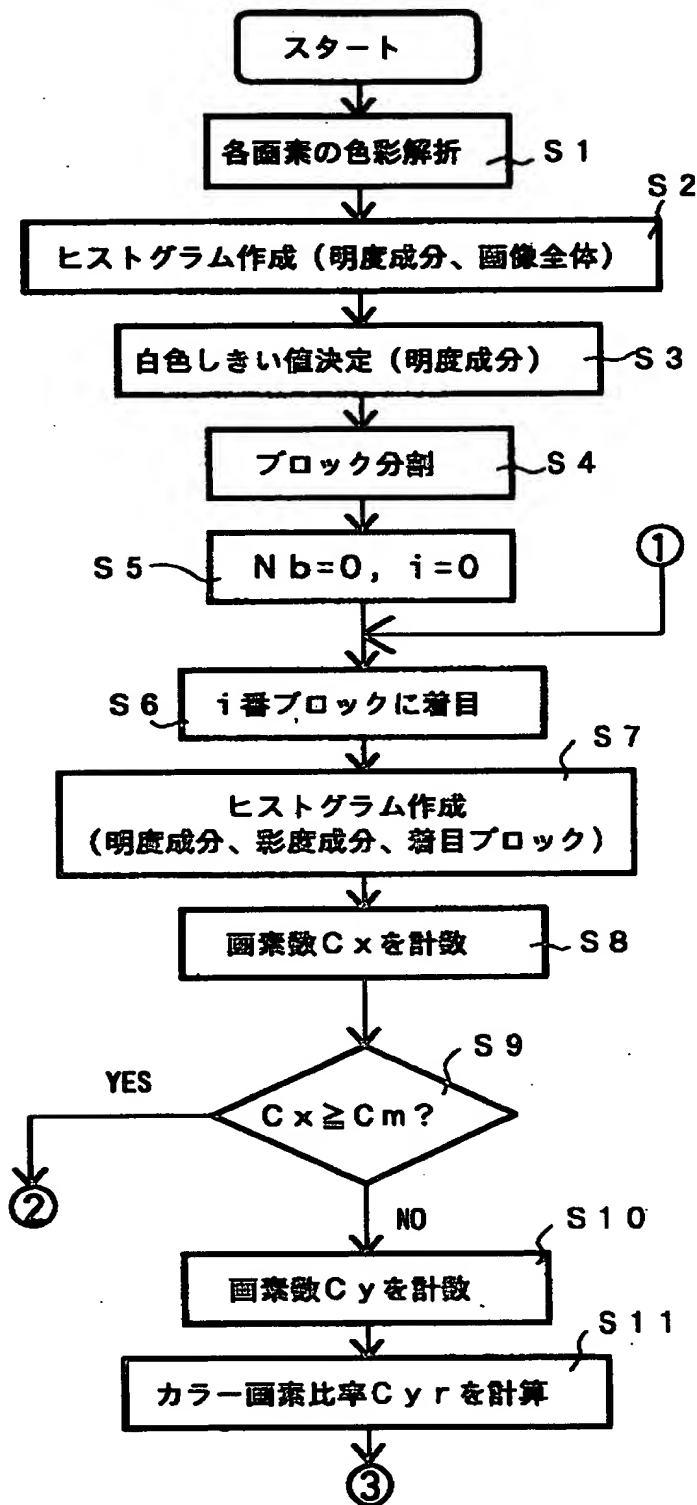 スタート
各画素の色彩解折 S1
S2
ヒストグラム作成(明度成分、画像全体)
白色しきい値決定(明度成分) S3
ブロック分割 S4
S5 Nb=0, i=0 ①
S6 i番ブロックに着目
S7
ヒストグラム作成
(明度成分、彩度成分、着目ブロック)
画素数Cxを計数 S8
S9
YES
Cx≧Cm?
②
NO
S10
画素数Cyを計数
S11
カラー画素比率Cyrを計算
③